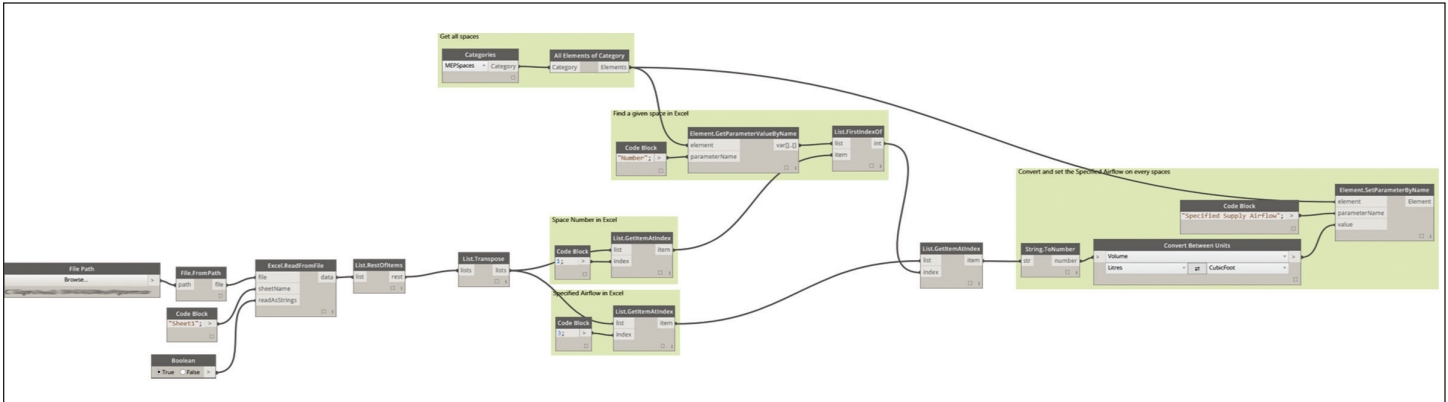 Get all spaces
Categories
MEPSpaces Category
All Elements of Category
Category Elements
Find a given space in Excel
Code Block
"Number"; >
Element.GetParameterValueByName
element var[]..[]
parameterName
List.FirstIndexOf
list int
item
Convert and set the Specified Airflow on every spaces
Code Block
"Specified Supply Airflow"; >
Element.SetParameterByName
element Element
parameterName
value
String.ToNumber
str number
Convert Between Units
> Volume >
Litres ⇄ CubicFoot
Space Number in Excel
Code Block
1; >
List.GetItemAtIndex
list item
index
Specified Airflow in Excel
Code Block
3; >
List.GetItemAtIndex
list item
index
List.GetItemAtIndex
list item
index
File Path
Browse... >
File.FromPath
path file
Excel.ReadFromFile
file data
sheetName
readAsStrings
List.RestOfItems
list rest
List.Transpose
lists lists
Code Block
"Sheet1"; >
Boolean
True False >